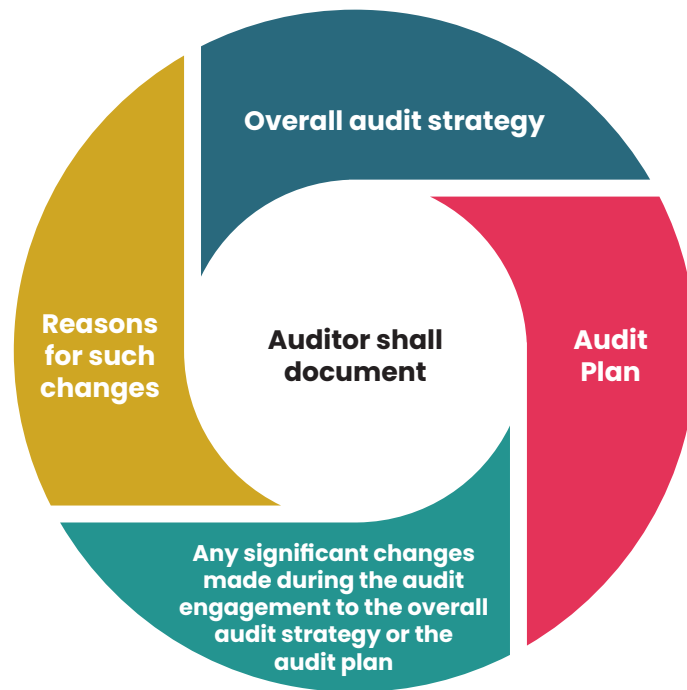 Overall audit strategy
Auditor shall
document
Audit
Plan
Any significant changes
made during the audit
engagement to the overall
audit strategy or the
audit plan
Reasons
for such
changes